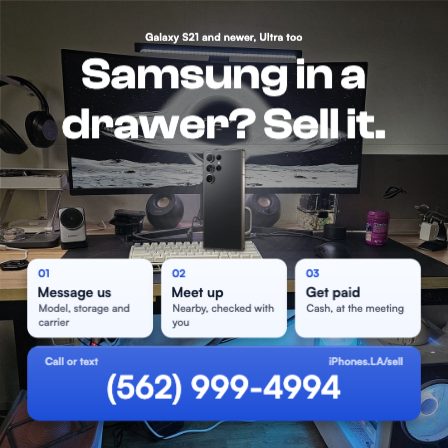 Galaxy S21 and newer, Ultra too
Samsung in a
drawer? Sell it.
01
Message us
Model, storage and
carrier
02
Meet up
Nearby, checked with
you
03
Get paid
Cash, at the meeting
Call or text
iPhones.LA/sell
(562) 999-4994